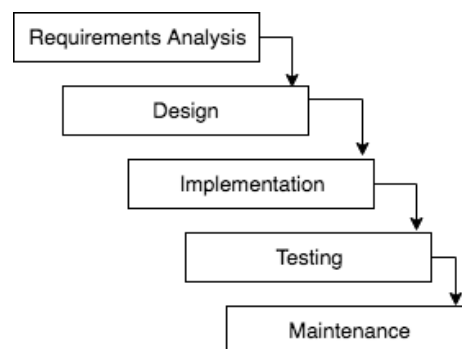 Requirements Analysis
Design
Implementation
Testing
Maintenance